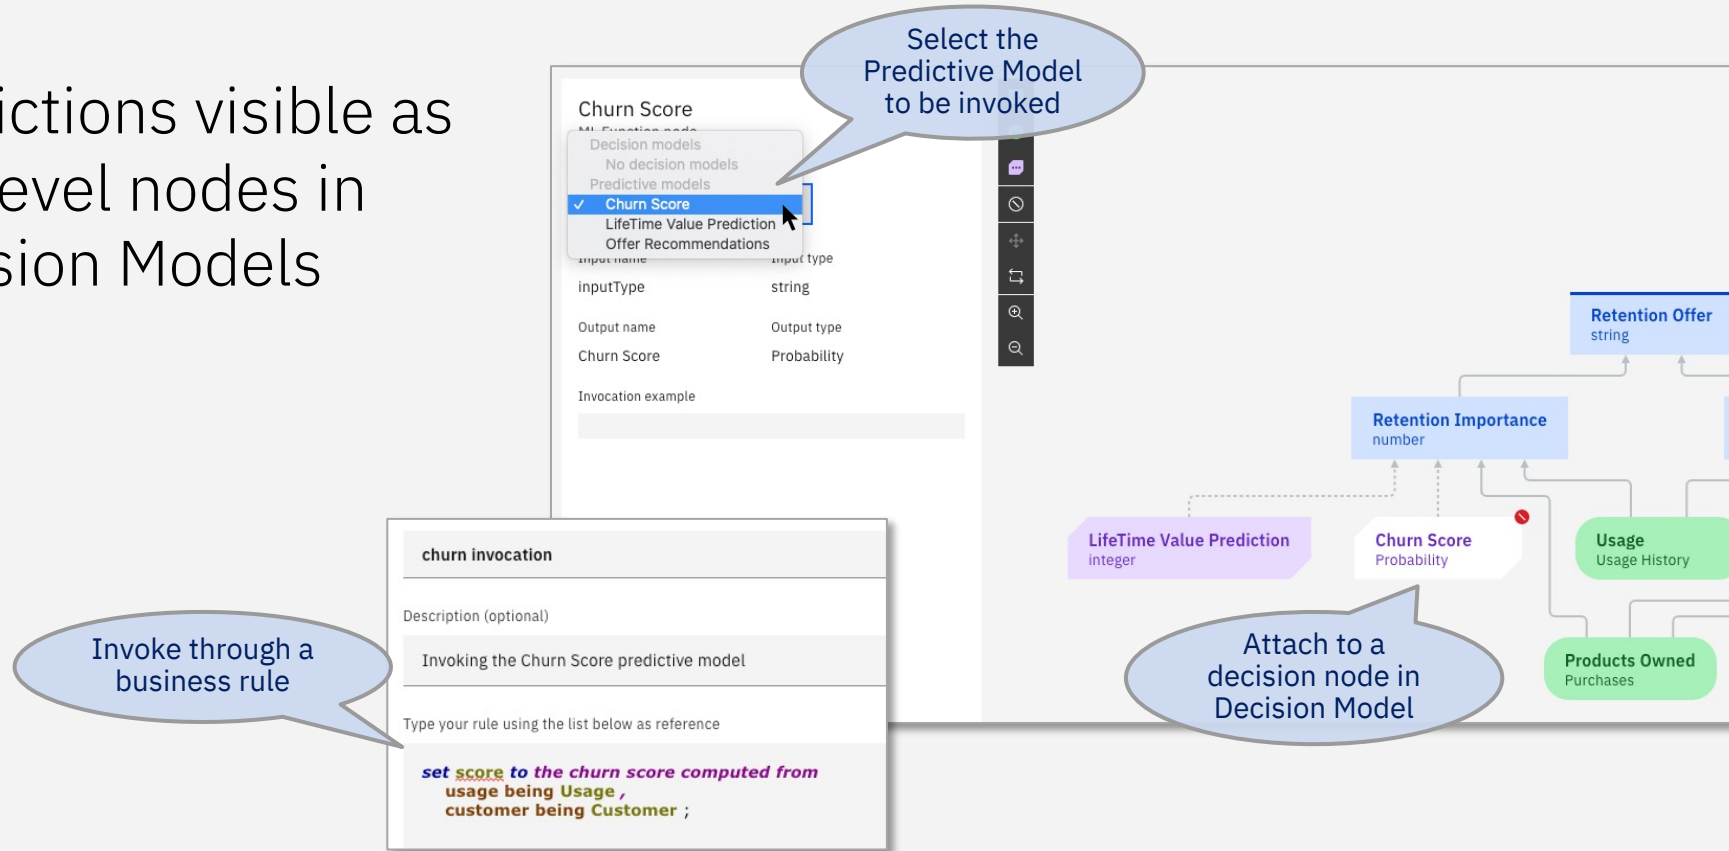 ictions visible as
evel nodes in
sion Models
Select the
Predictive Model
to be invoked
Churn Score
ML Function node
Decision models
No decision models
Predictive models
✓ Churn Score
LifeTime Value Prediction
Offer Recommendations
Input name Input type
inputType string
Output name Output type
Churn Score Probability
Invocation example
Retention Offer
string
Retention Importance
number
LifeTime Value Prediction
integer
Churn Score
Probability
Usage
Usage History
Products Owned
Purchases
Attach to a
decision node in
Decision Model
Invoke through a
business rule
churn invocation
Description (optional)
Invoking the Churn Score predictive model
Type your rule using the list below as reference
set score to the churn score computed from
usage being Usage ,
customer being Customer ;